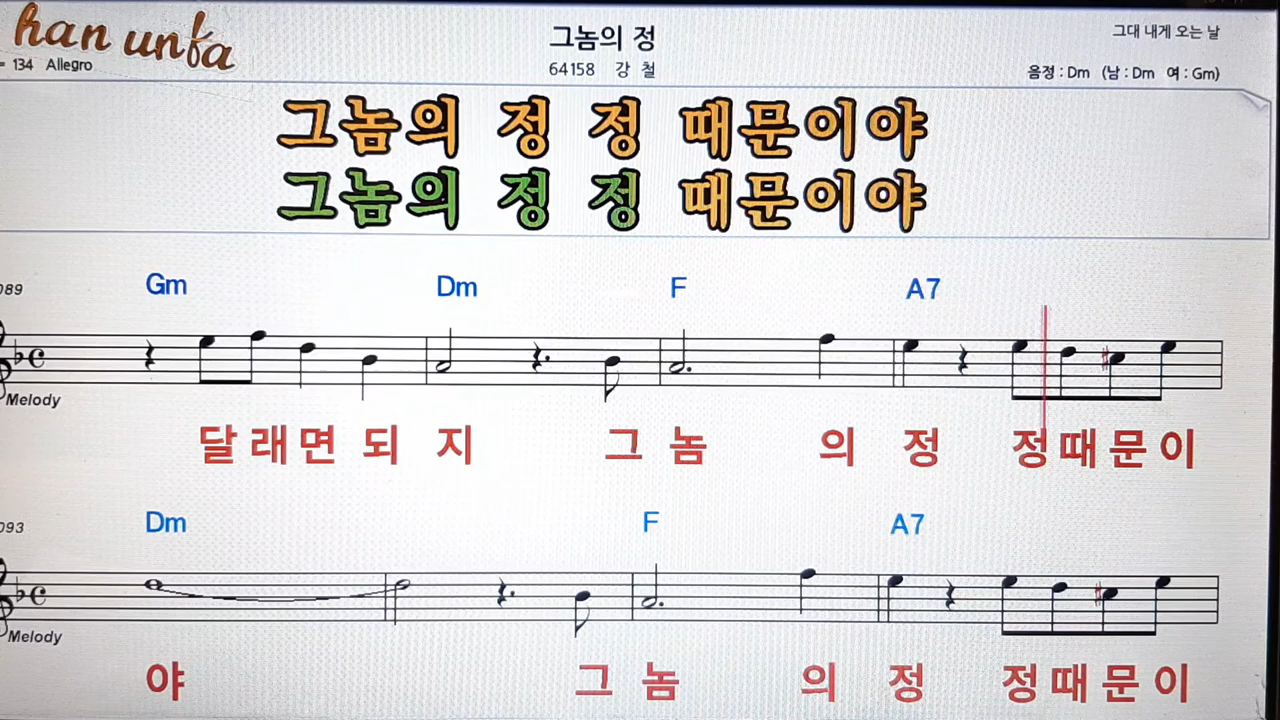 han unfa
그놈의 정
그대 내게 오는 날
= 134 Allegro
64158 강 철
음정 : Dm (남 : Dm 여 : Gm)
그놈의 정 정 때문이야
그놈의 정 정 때문이야
089
Gm Dm F A7
Melody
달 래 면 되 지 그 놈 의 정 정 때 문 이
093
Dm F A7
Melody
야 그 놈 의 정 정 때 문 이